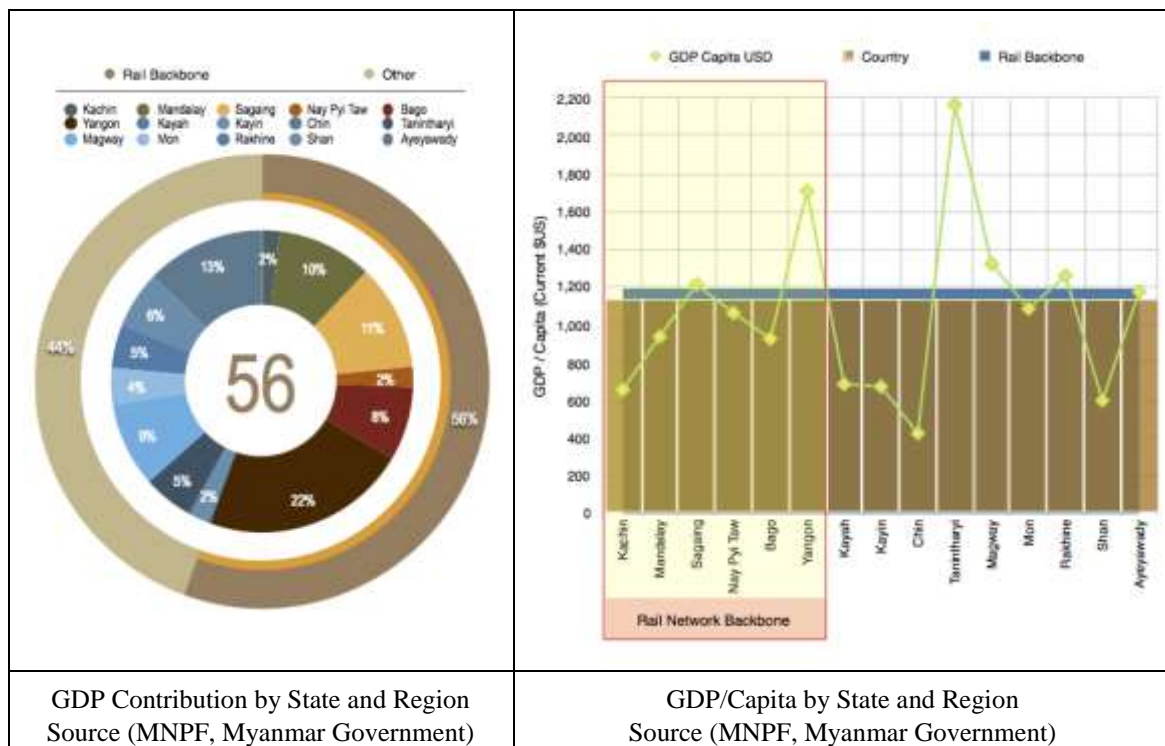 Rail Backbone Other
Kachin Mandalay Sagaing Nay Pyi Taw Bago
Yangon Kayah Kayin Chin Tanintharyi
Magway Mon Rakhine Shan Ayeyawady
2% 10%
13%
11%
6%
44% 5%
56
2%
4%
8% 56%
9%
5%
2% 22%
GDP Contribution by State and Region
Source (MNPF, Myanmar Government)
GDP Capita USD Country Rail Backbone
GDP / Capita (Current $US)
2,200
2,000
1,800
1,600
1,400
1,200
1,000
800
600
400
200
0
Kachin
Mandalay
Sagaing
Nay Pyi Taw
Bago
Yangon
Kayah
Kayin
Chin
Tanintharyi
Magway
Mon
Rakhine
Shan
Ayeyawady
Rail Network Backbone
GDP/Capita by State and Region
Source (MNPF, Myanmar Government)